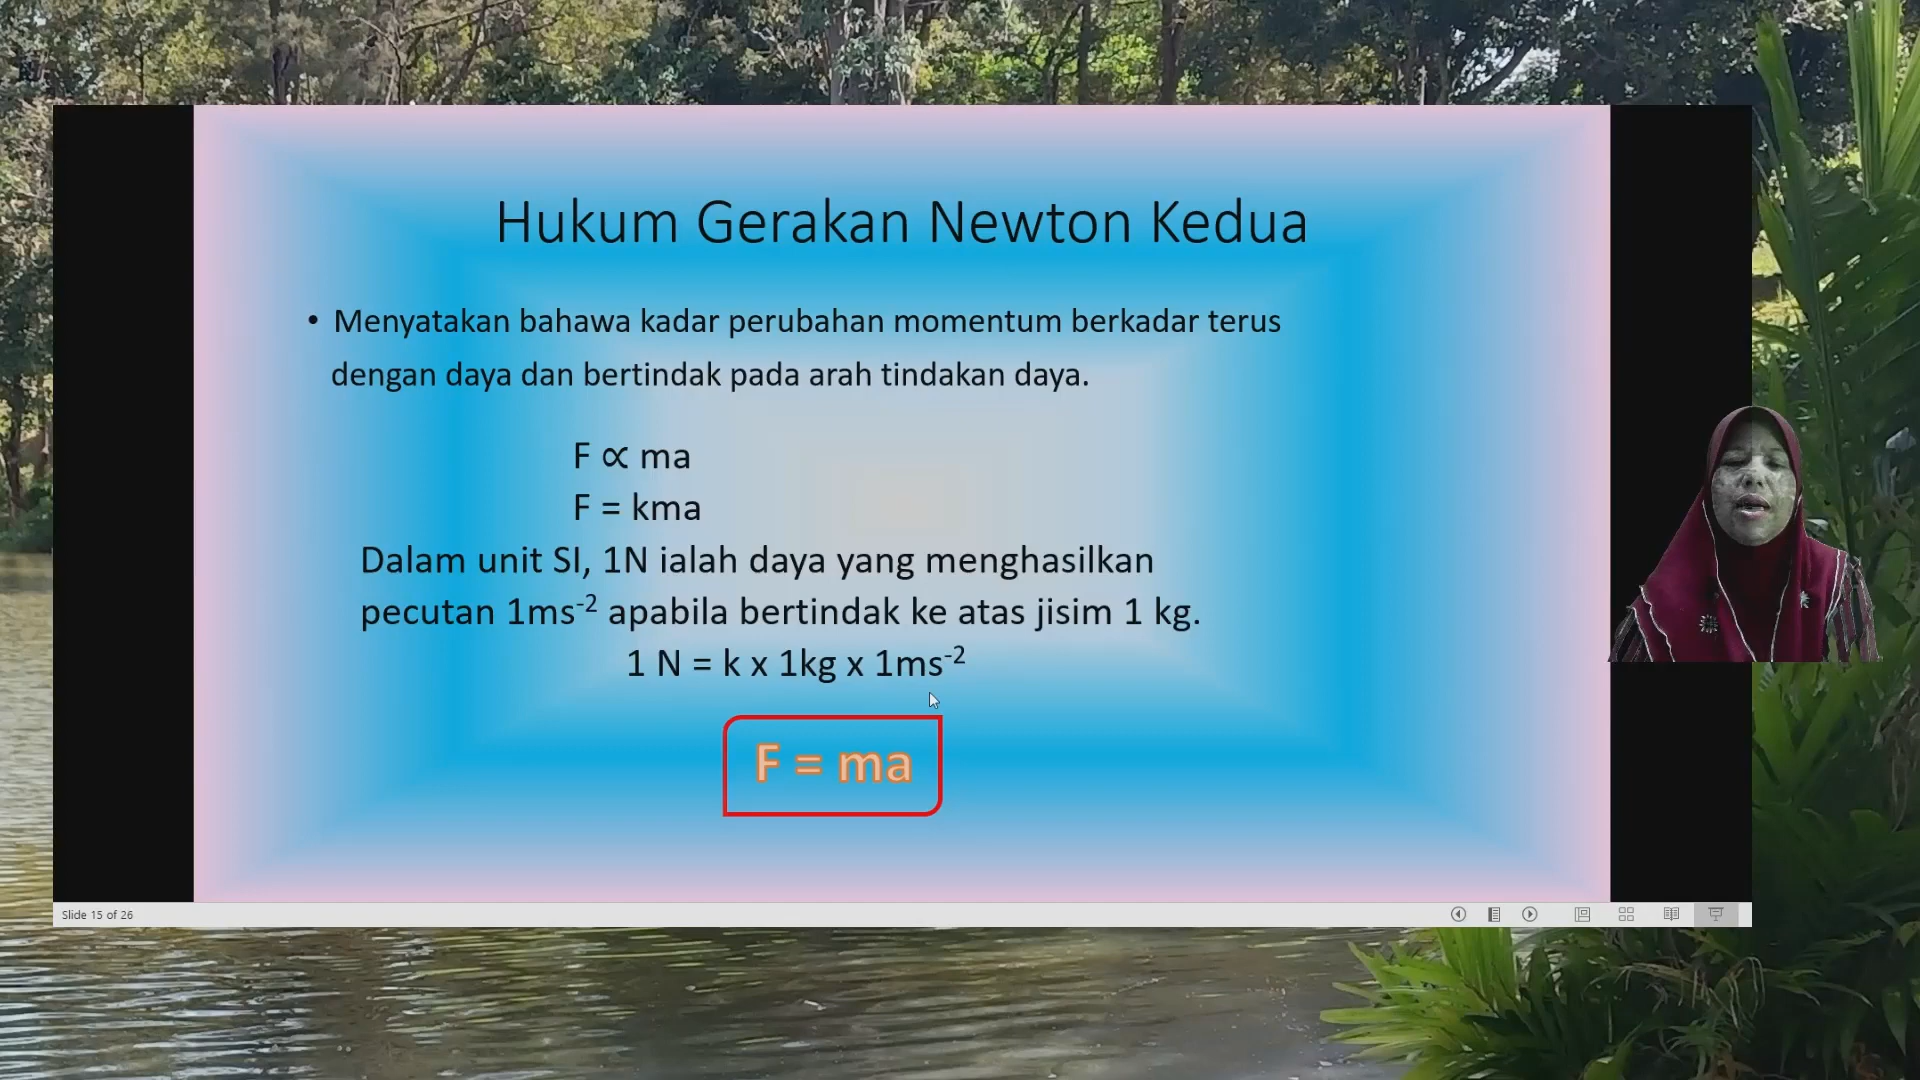 Hukum Gerakan Newton Kedua
• Menyatakan bahawa kadar perubahan momentum berkadar terus
dengan daya dan bertindak pada arah tindakan daya.
F ∝ ma
F = kma
Dalam unit SI, 1N ialah daya yang menghasilkan
pecutan 1ms⁻² apabila bertindak ke atas jisim 1 kg.
1 N = k x 1kg x 1ms⁻²
F = ma
Slide 15 of 26